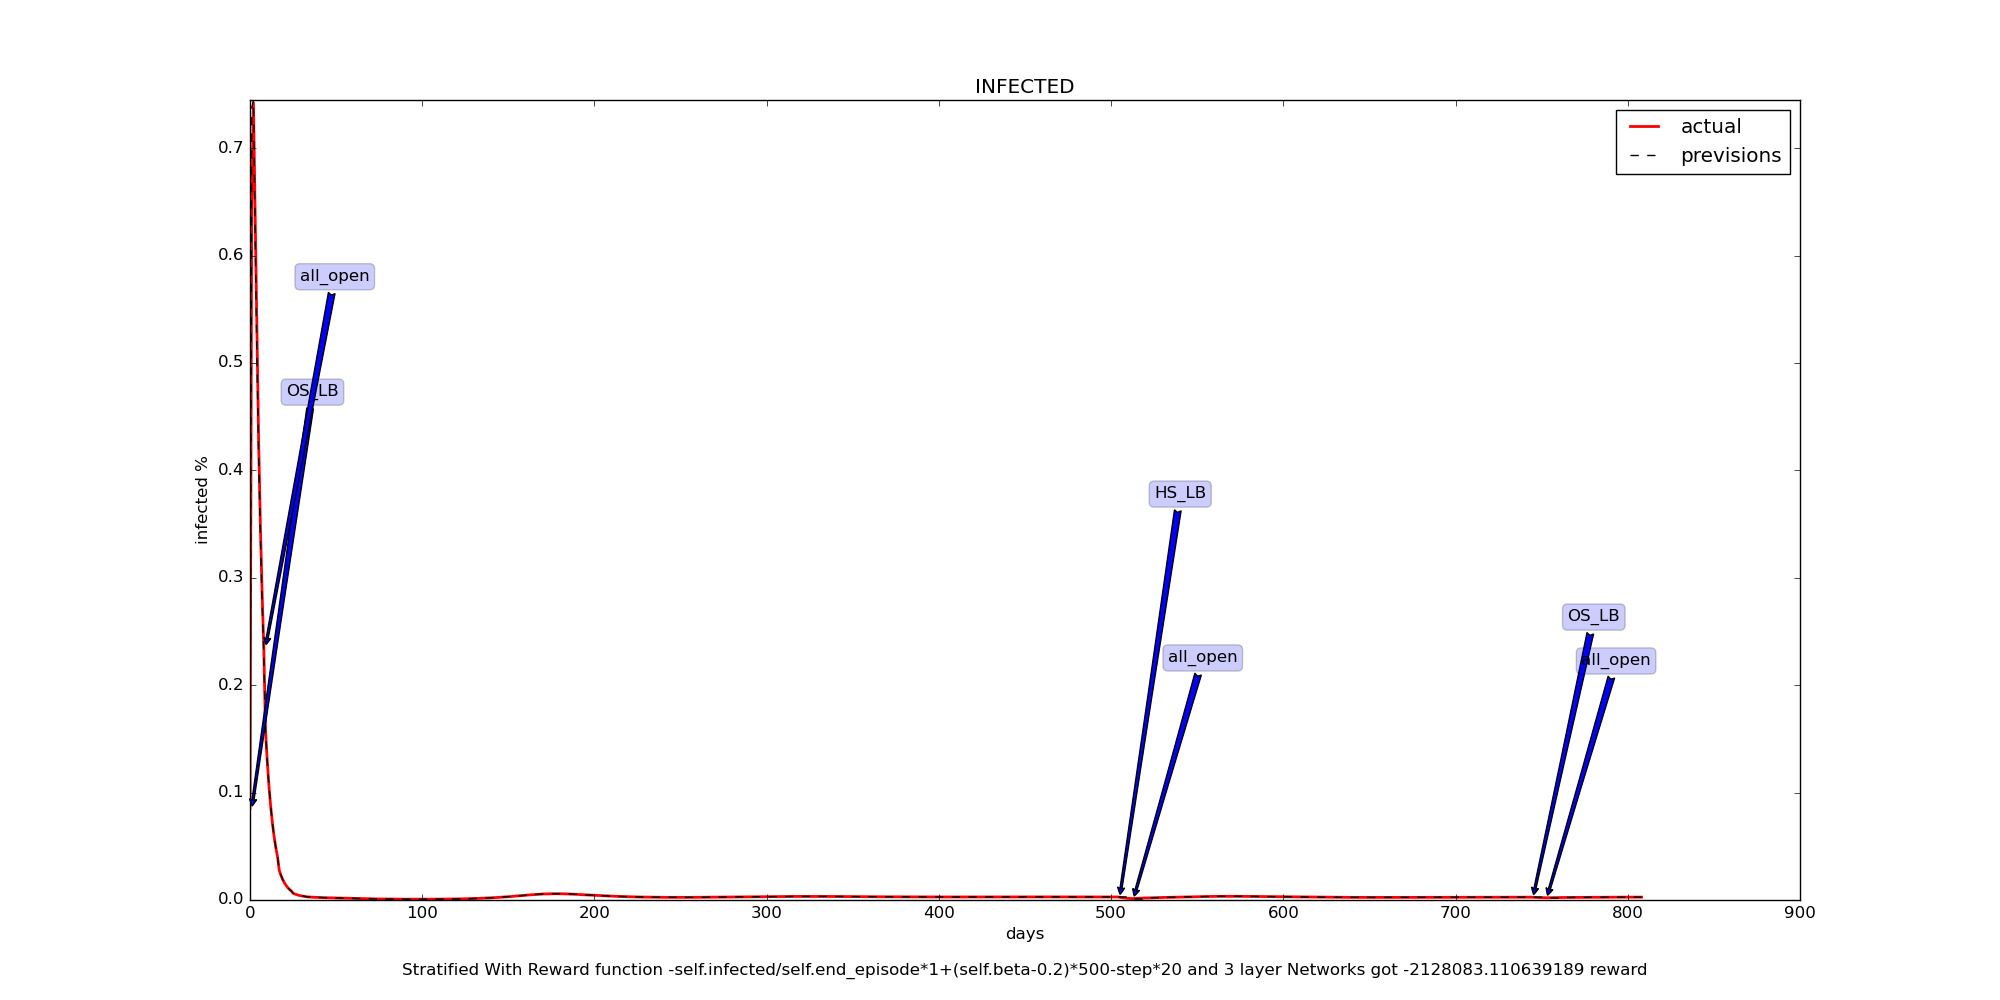 INFECTED
actual
previsions
0.7
0.6
0.5
0.4
0.3
0.2
0.1
0.0
infected %
all_open
OS_LB
HS_LB
all_open
OS_LB
all_open
0 100 200 300 400 500 600 700 800 900
days
Stratified With Reward function -self.infected/self.end_episode*1+(self.beta-0.2)*500-step*20 and 3 layer Networks got -2128083.110639189 reward